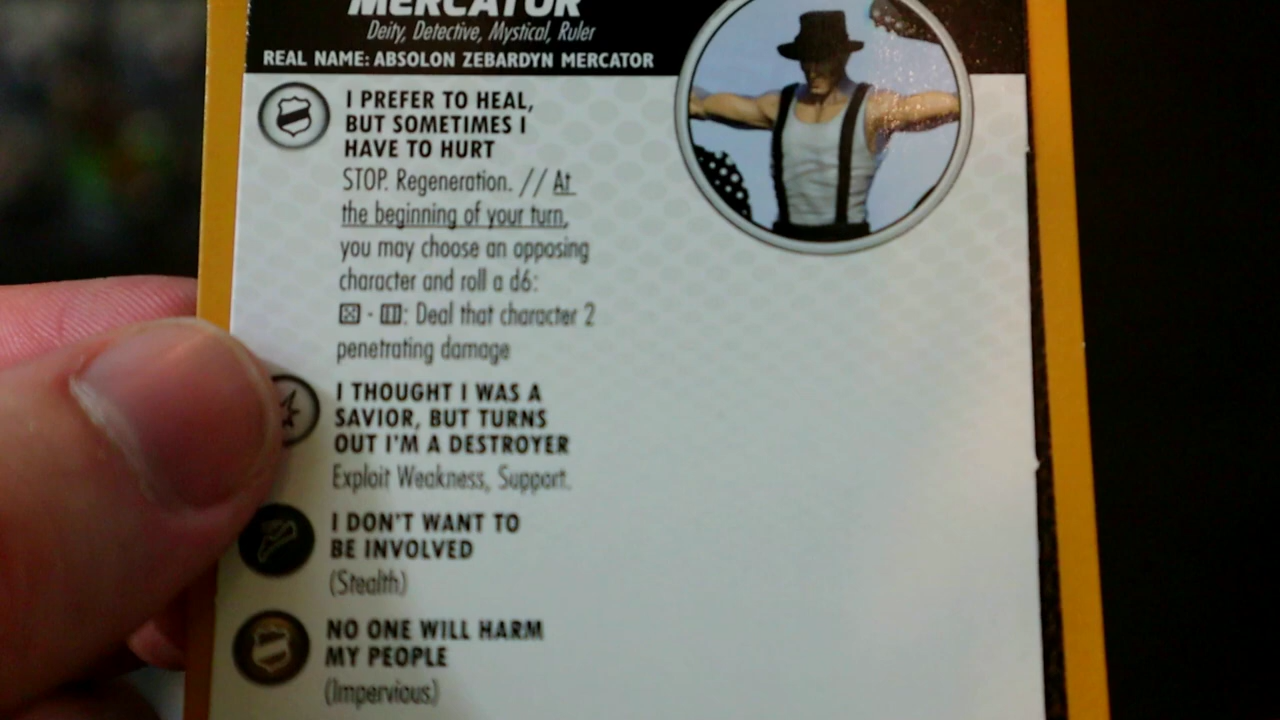 MERCATOR
Deity, Detective, Mystical, Ruler
REAL NAME: ABSOLON ZEBARDYN MERCATOR
I PREFER TO HEAL,
BUT SOMETIMES I
HAVE TO HURT
STOP. Regeneration. // At
the beginning of your turn,
you may choose an opposing
character and roll a d6:
⚄ - ⚅: Deal that character 2
penetrating damage
I THOUGHT I WAS A
SAVIOR, BUT TURNS
OUT I'M A DESTROYER
Exploit Weakness, Support.
I DON'T WANT TO
BE INVOLVED
(Stealth)
NO ONE WILL HARM
MY PEOPLE
(Impervious)